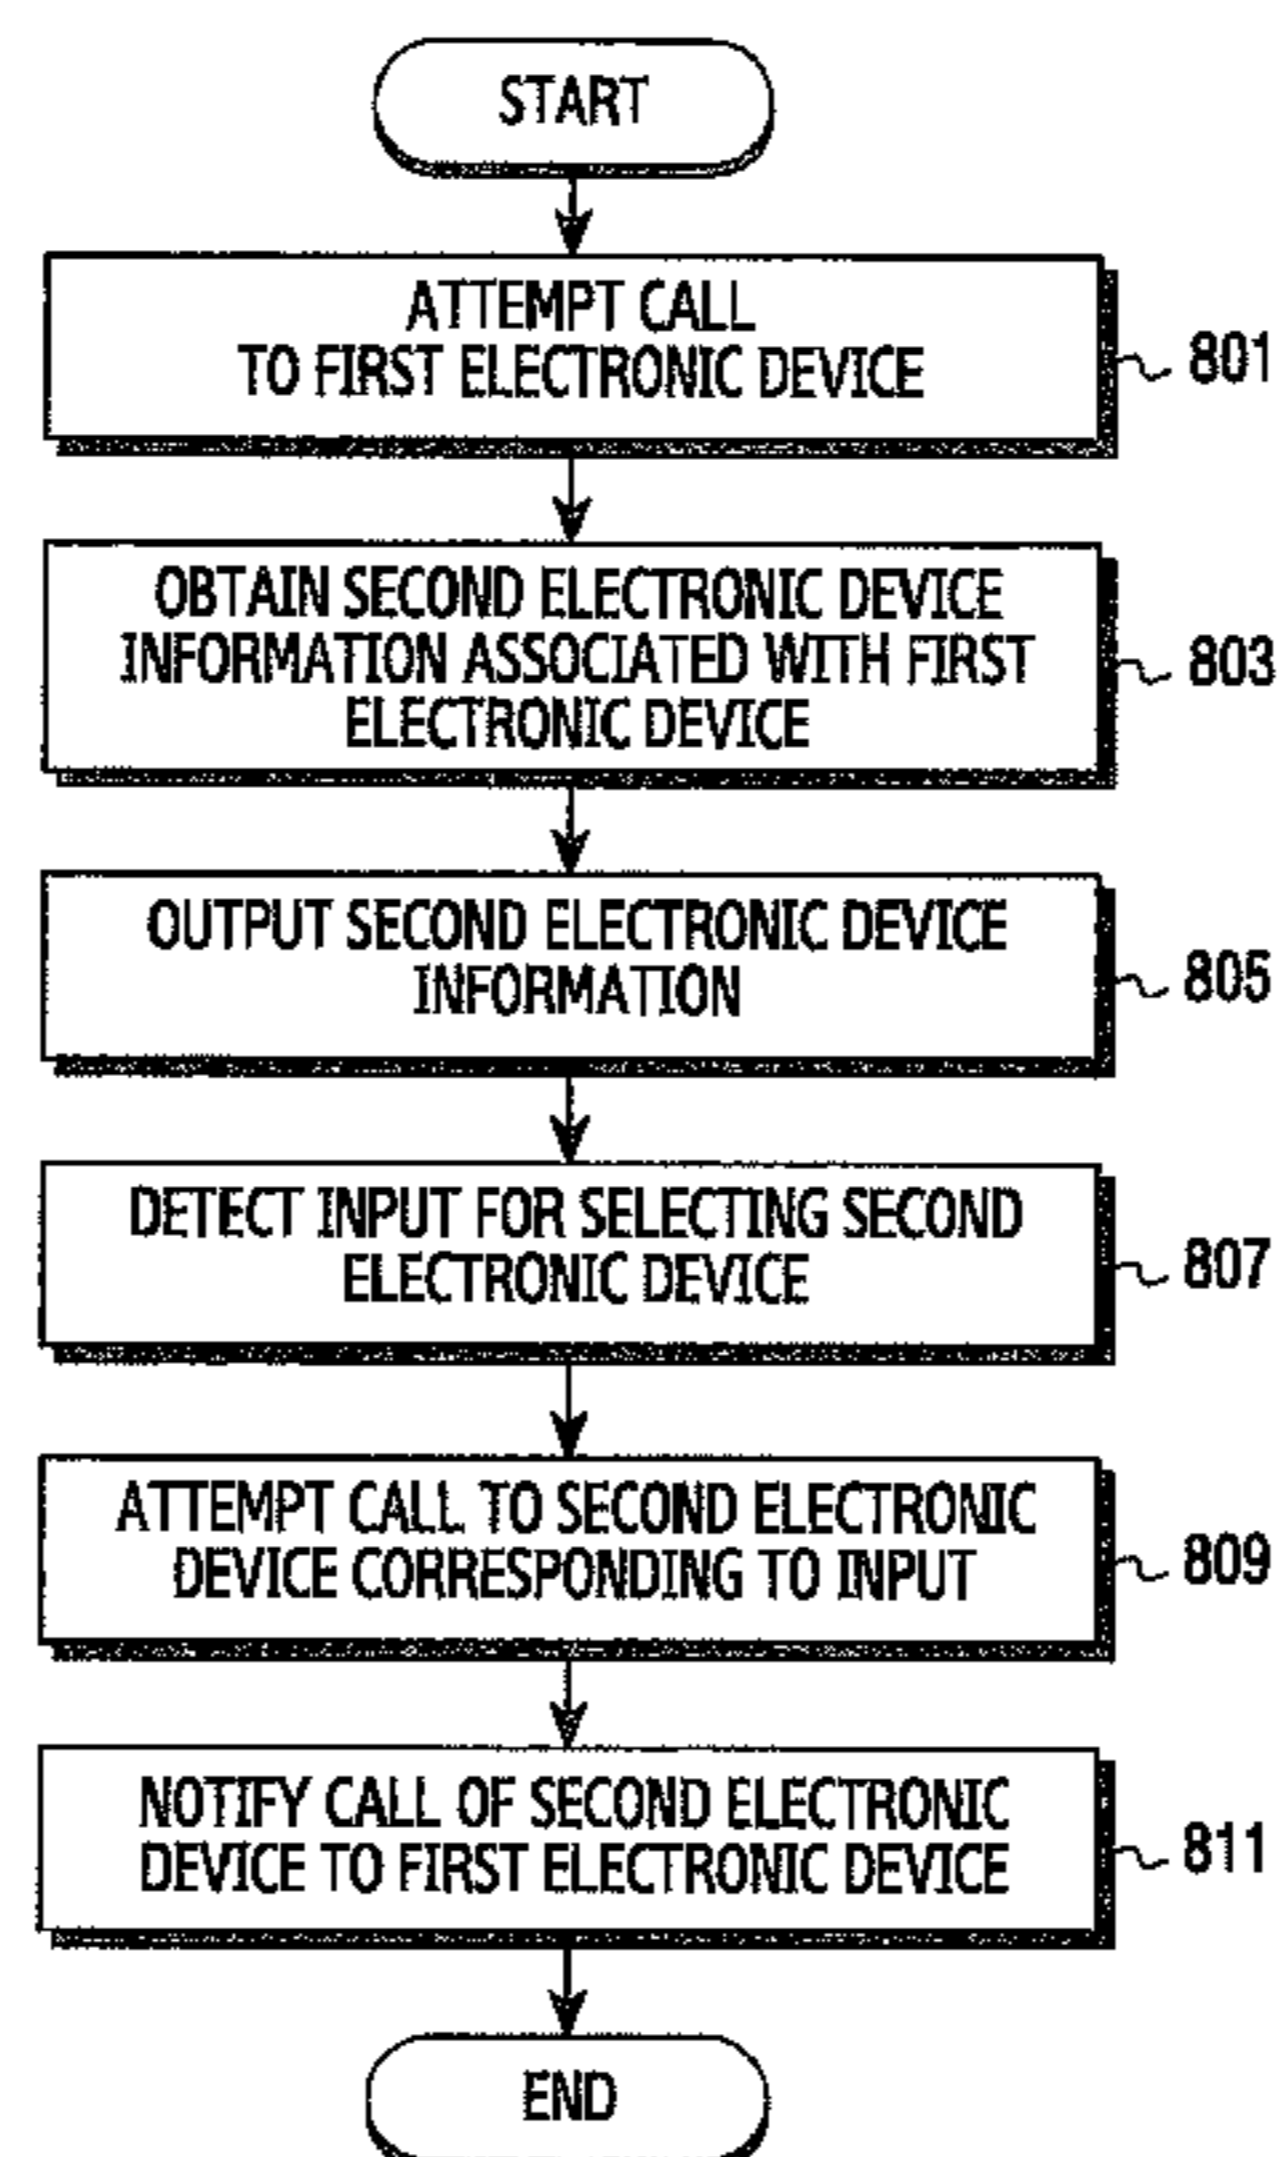 START
ATTEMPT CALL
TO FIRST ELECTRONIC DEVICE
801
OBTAIN SECOND ELECTRONIC DEVICE
INFORMATION ASSOCIATED WITH FIRST
ELECTRONIC DEVICE
803
OUTPUT SECOND ELECTRONIC DEVICE
INFORMATION
805
DETECT INPUT FOR SELECTING SECOND
ELECTRONIC DEVICE
807
ATTEMPT CALL TO SECOND ELECTRONIC
DEVICE CORRESPONDING TO INPUT
809
NOTIFY CALL OF SECOND ELECTRONIC
DEVICE TO FIRST ELECTRONIC DEVICE
811
END